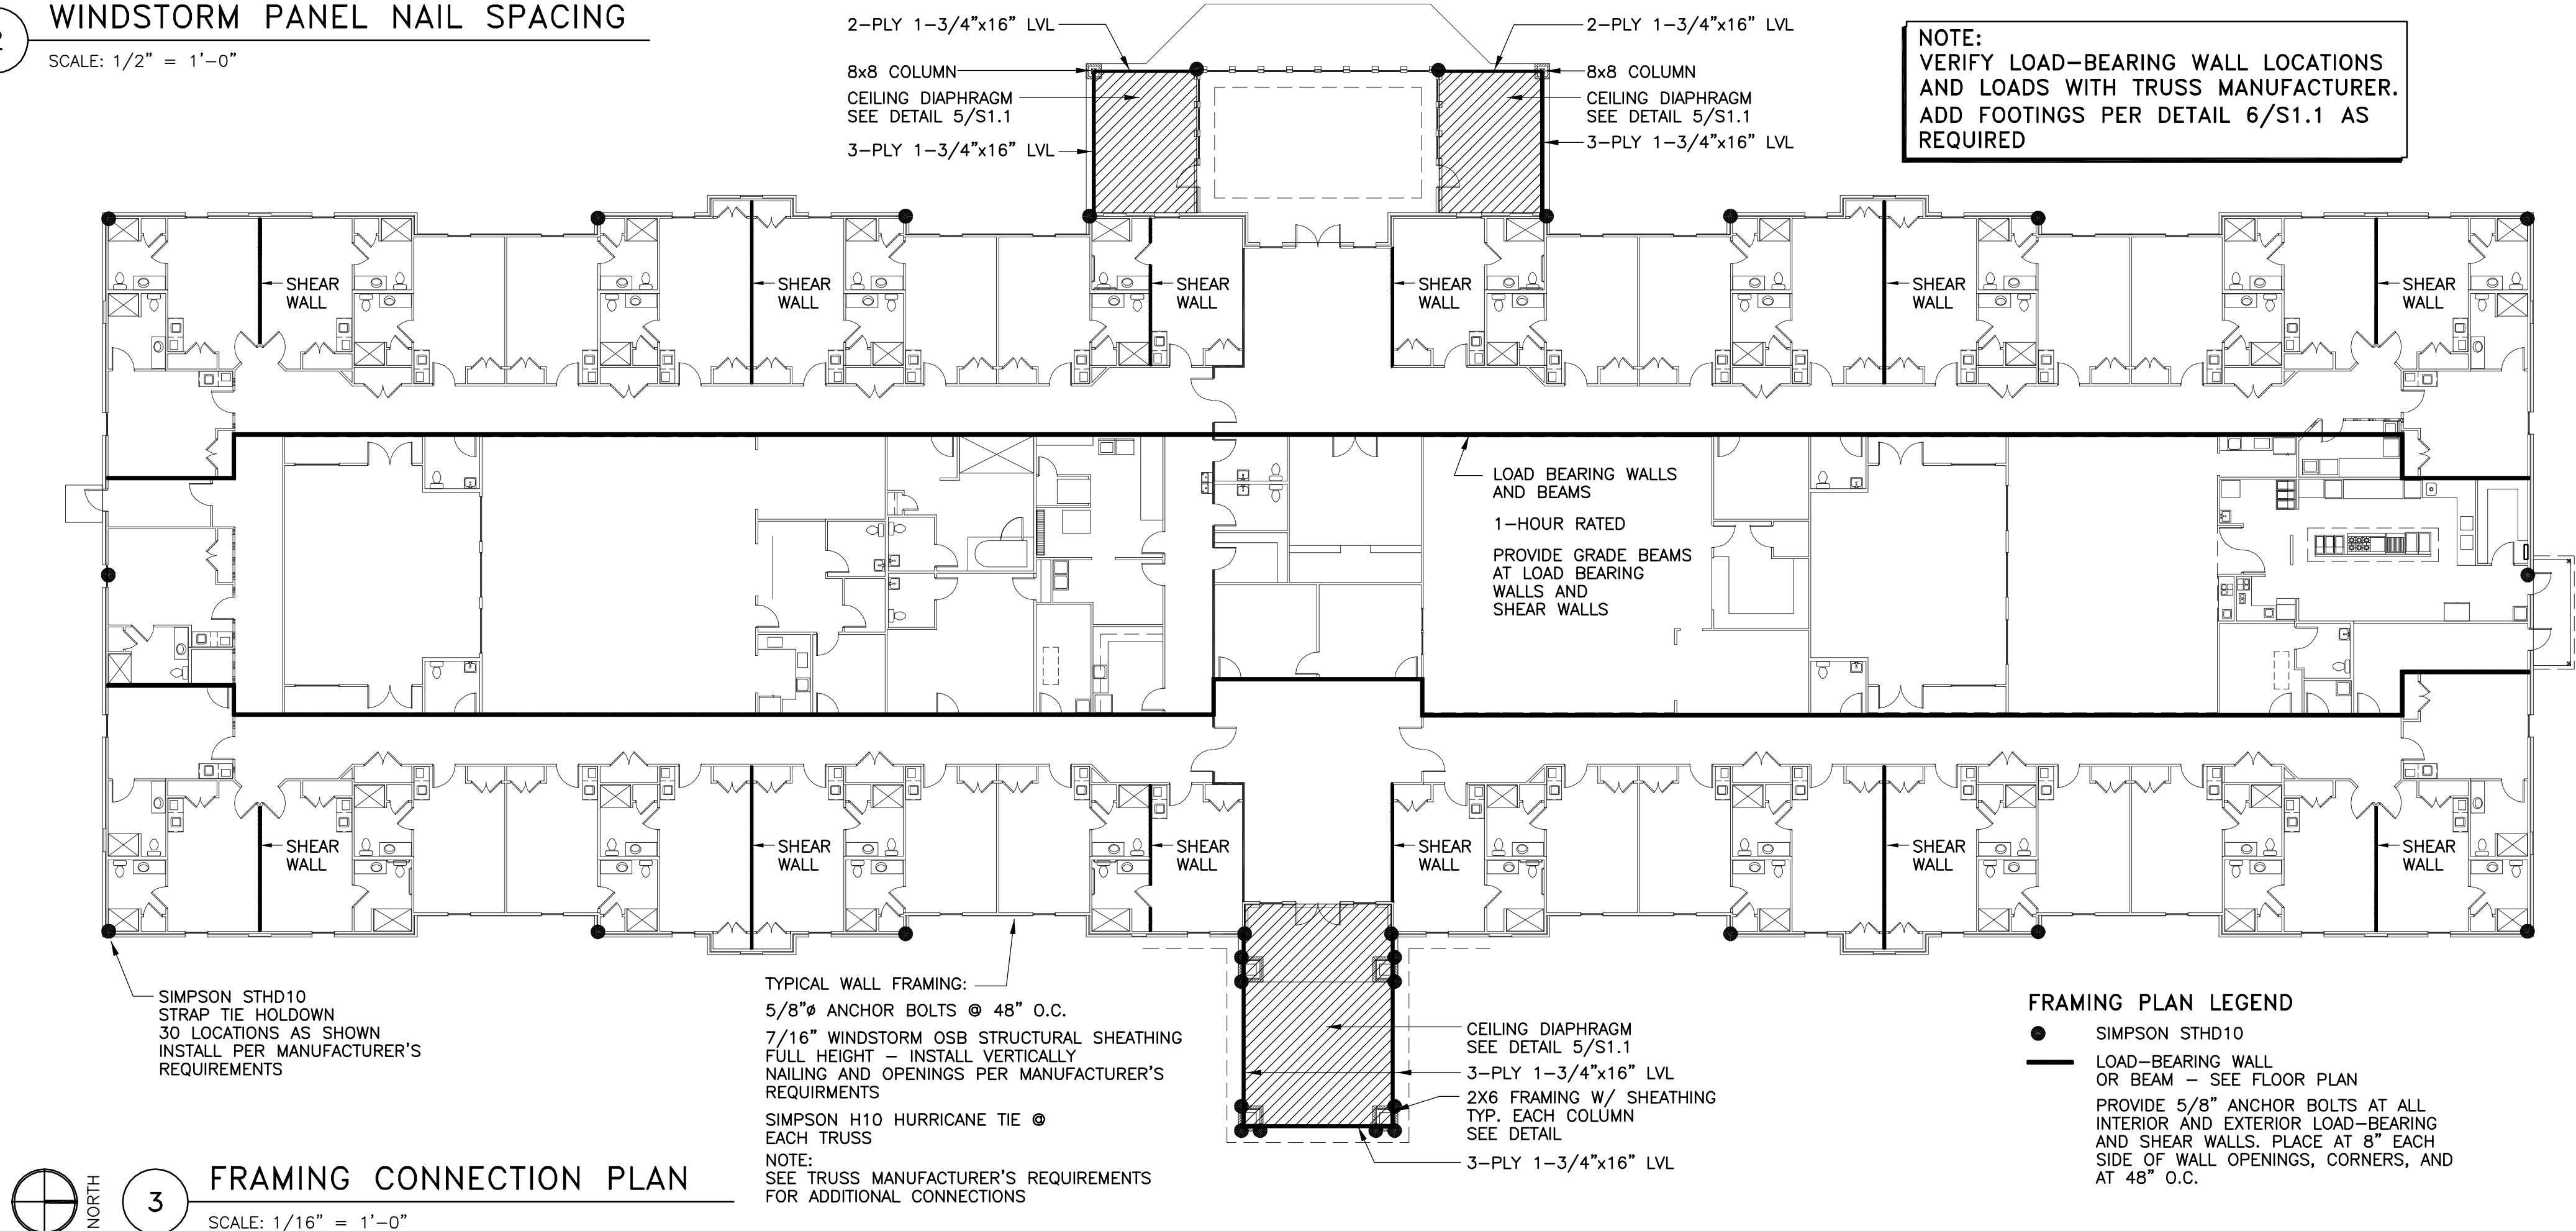 2
WINDSTORM PANEL NAIL SPACING
SCALE: 1/2" = 1'-0"
2-PLY 1-3/4"x16" LVL
8x8 COLUMN
CEILING DIAPHRAGM
SEE DETAIL 5/S1.1
3-PLY 1-3/4"x16" LVL
2-PLY 1-3/4"x16" LVL
8x8 COLUMN
CEILING DIAPHRAGM
SEE DETAIL 5/S1.1
3-PLY 1-3/4"x16" LVL
NOTE:
VERIFY LOAD-BEARING WALL LOCATIONS
AND LOADS WITH TRUSS MANUFACTURER.
ADD FOOTINGS PER DETAIL 6/S1.1 AS
REQUIRED
SHEAR
WALL
SHEAR
WALL
SHEAR
WALL
SHEAR
WALL
SHEAR
WALL
SHEAR
WALL
LOAD BEARING WALLS
AND BEAMS
1-HOUR RATED
PROVIDE GRADE BEAMS
AT LOAD BEARING
WALLS AND
SHEAR WALLS
SHEAR
WALL
SHEAR
WALL
SHEAR
WALL
SHEAR
WALL
SHEAR
WALL
SHEAR
WALL
SIMPSON STHD10
STRAP TIE HOLDOWN
30 LOCATIONS AS SHOWN
INSTALL PER MANUFACTURER'S
REQUIREMENTS
TYPICAL WALL FRAMING:
5/8"ø ANCHOR BOLTS @ 48" O.C.
7/16" WINDSTORM OSB STRUCTURAL SHEATHING
FULL HEIGHT - INSTALL VERTICALLY
NAILING AND OPENINGS PER MANUFACTURER'S
REQUIRMENTS
SIMPSON H10 HURRICANE TIE @
EACH TRUSS
NOTE:
SEE TRUSS MANUFACTURER'S REQUIREMENTS
FOR ADDITIONAL CONNECTIONS
CEILING DIAPHRAGM
SEE DETAIL 5/S1.1
3-PLY 1-3/4"x16" LVL
2X6 FRAMING W/ SHEATHING
TYP. EACH COLUMN
SEE DETAIL
3-PLY 1-3/4"x16" LVL
FRAMING PLAN LEGEND
SIMPSON STHD10
LOAD-BEARING WALL
OR BEAM - SEE FLOOR PLAN
PROVIDE 5/8" ANCHOR BOLTS AT ALL
INTERIOR AND EXTERIOR LOAD-BEARING
AND SHEAR WALLS. PLACE AT 8" EACH
SIDE OF WALL OPENINGS, CORNERS, AND
AT 48" O.C.
NORTH
3
FRAMING CONNECTION PLAN
SCALE: 1/16" = 1'-0"